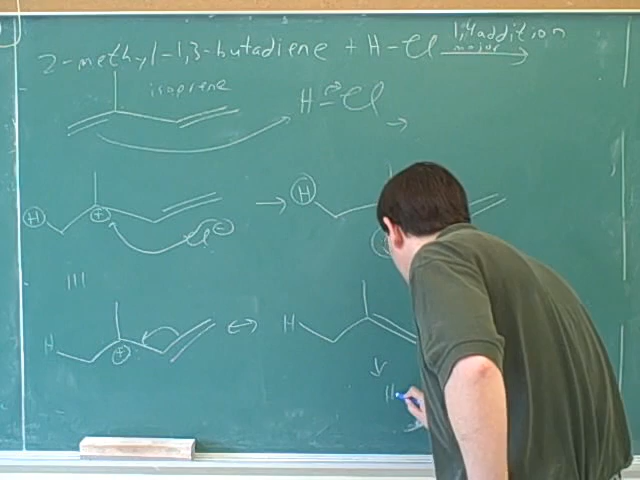 2-methyl-1,3-butadiene + H-Cl 1,4 addition
major
isoprene
H-Cl
H + Cl ⊖ H
H + H
H